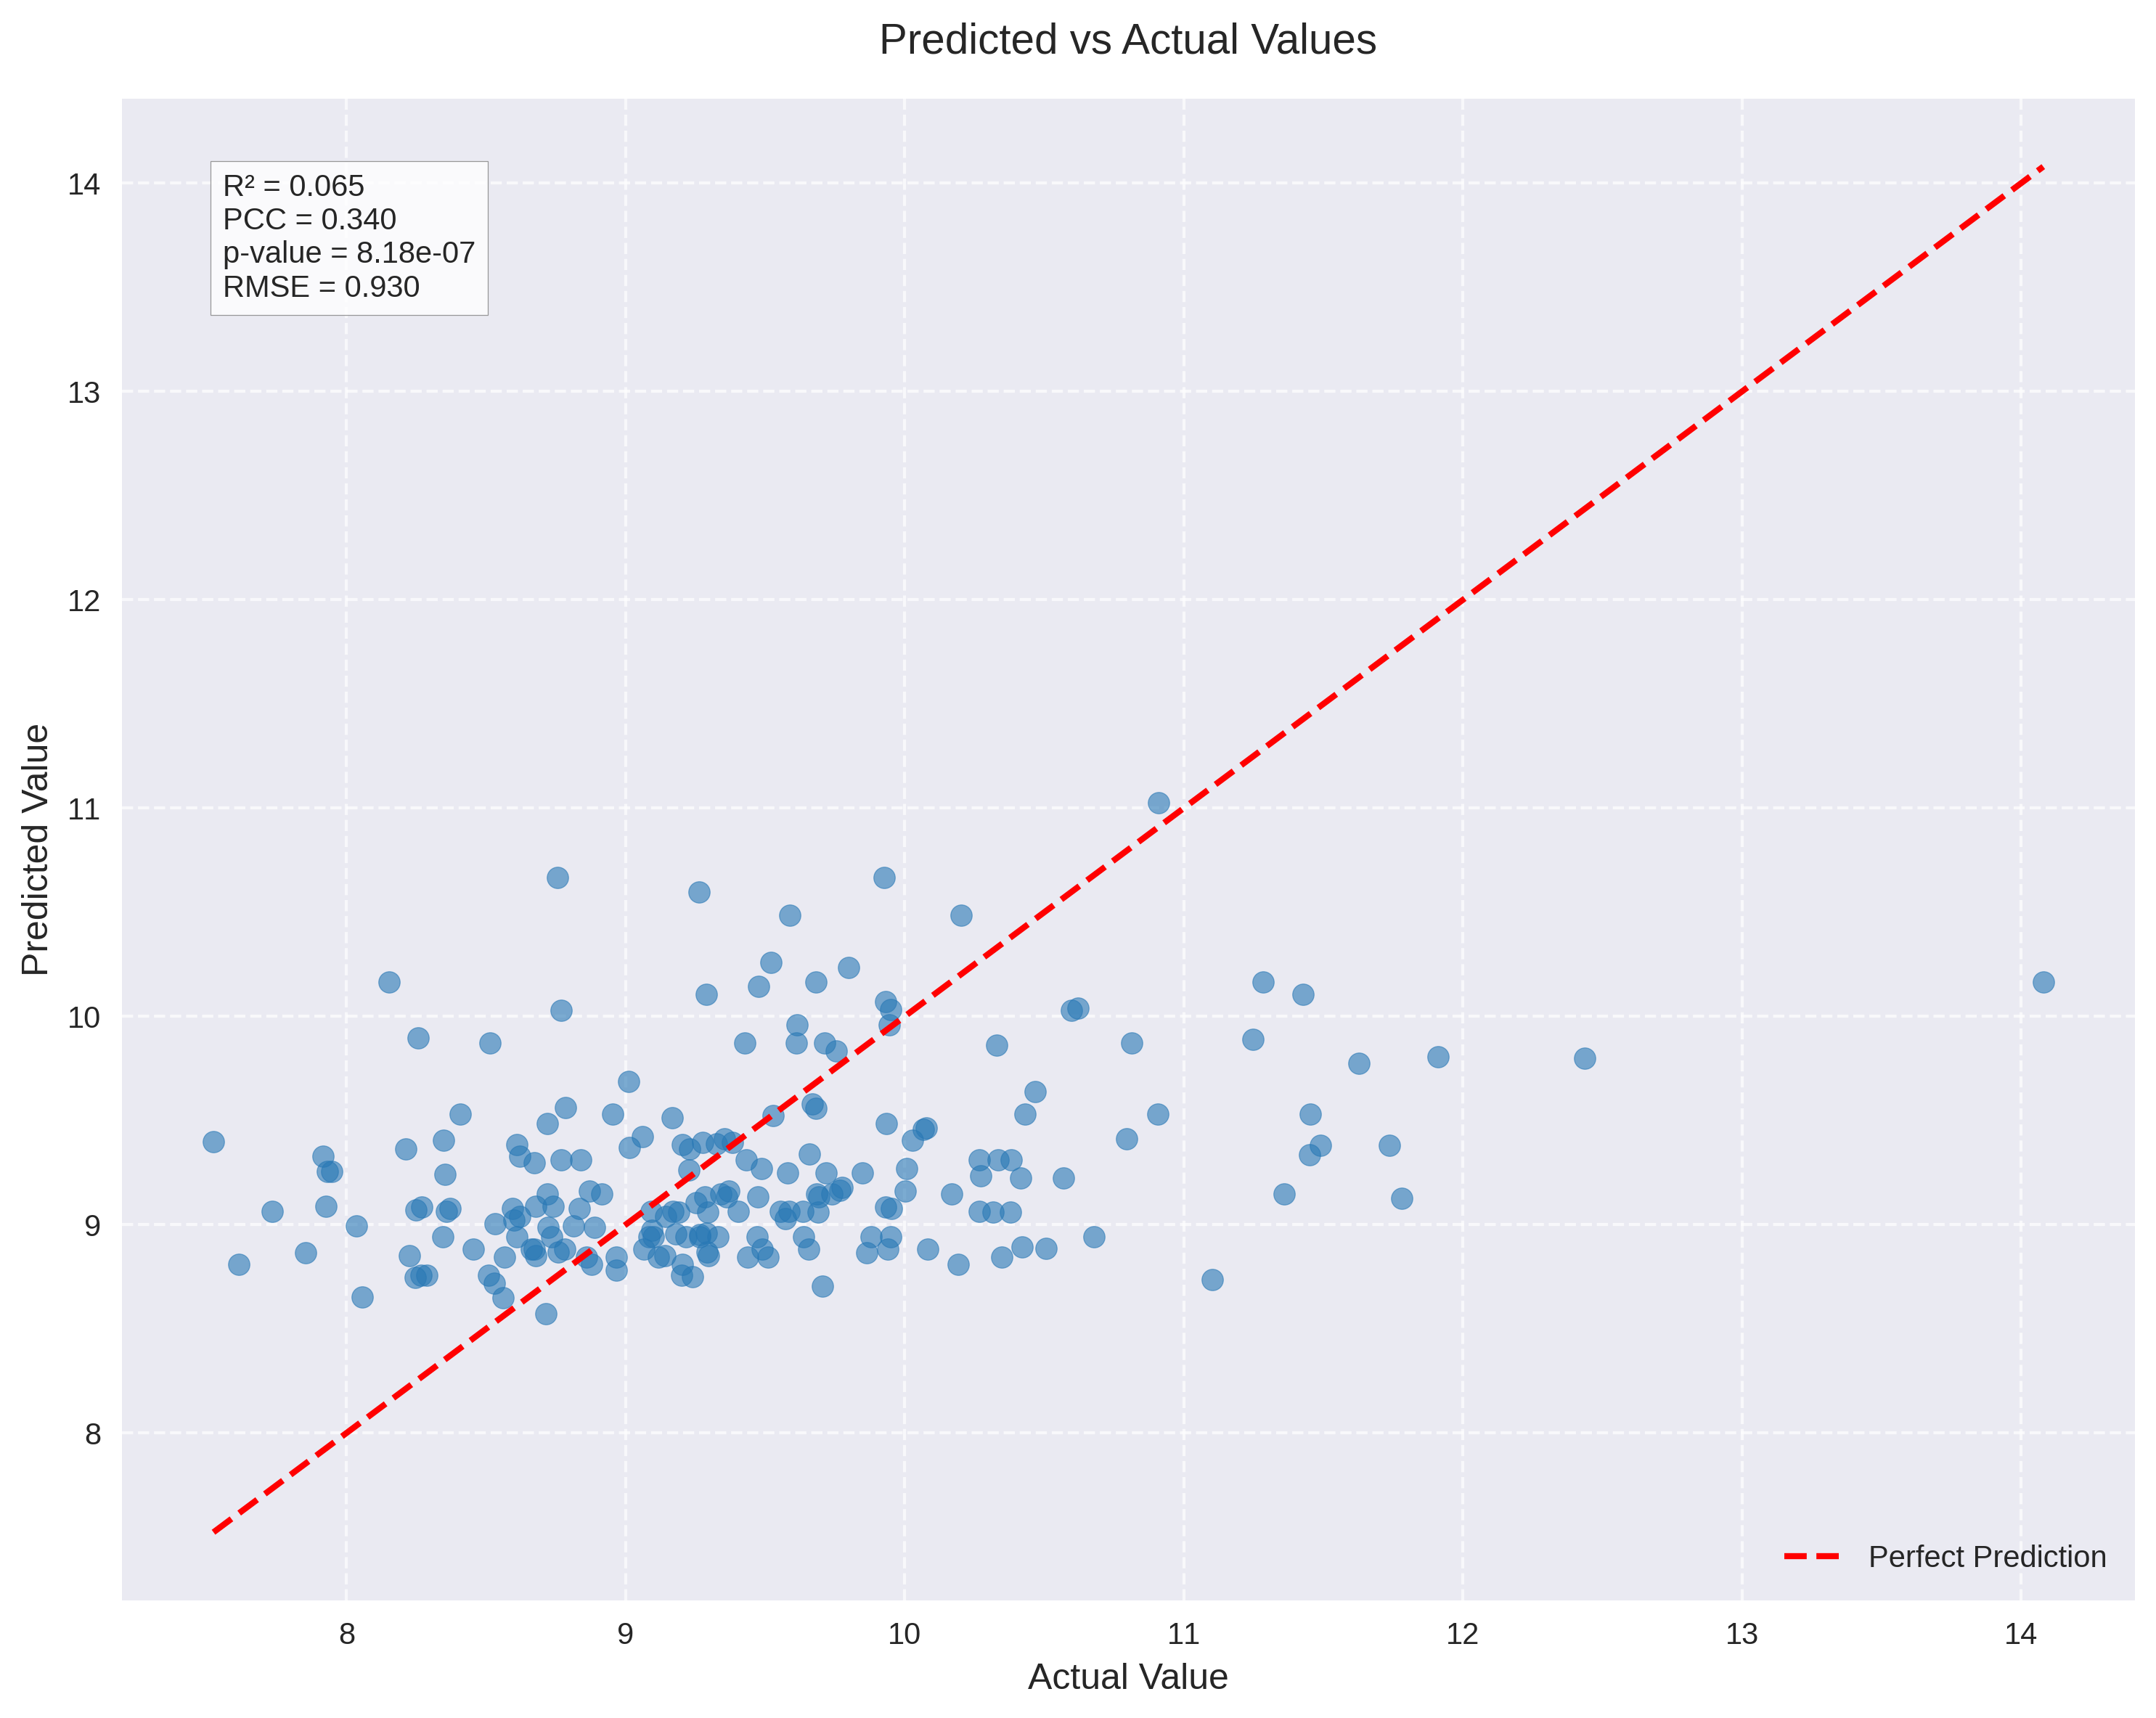 Predicted vs Actual Values
R² = 0.065
PCC = 0.340
p-value = 8.18e-07
RMSE = 0.930
14
13
12
11
10
9
8
Predicted Value
Perfect Prediction
8 9 10 11 12 13 14
Actual Value